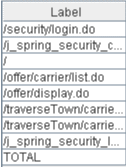 Label
/security/login.do
/j_spring_security_c...
/
/offer/carrier/list.do
/offer/display.do
/traverseTown/carrie...
/traverseTown/carrie...
/j_spring_security_l...
TOTAL